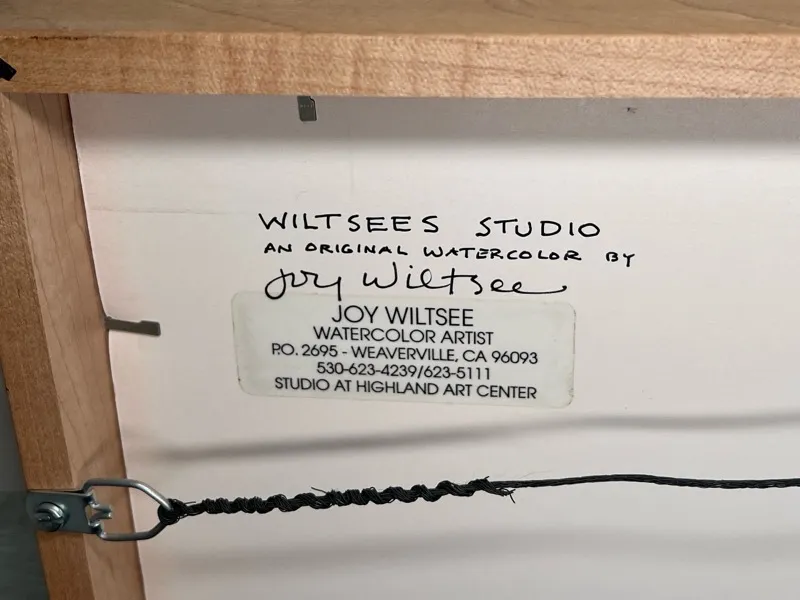 WILTSEES STUDIO
AN ORIGINAL WATERCOLOR BY
Joy Wiltsee
JOY WILTSEE
WATERCOLOR ARTIST
P.O. 2695 - WEAVERVILLE, CA 96093
530-623-4239/623-5111
STUDIO AT HIGHLAND ART CENTER